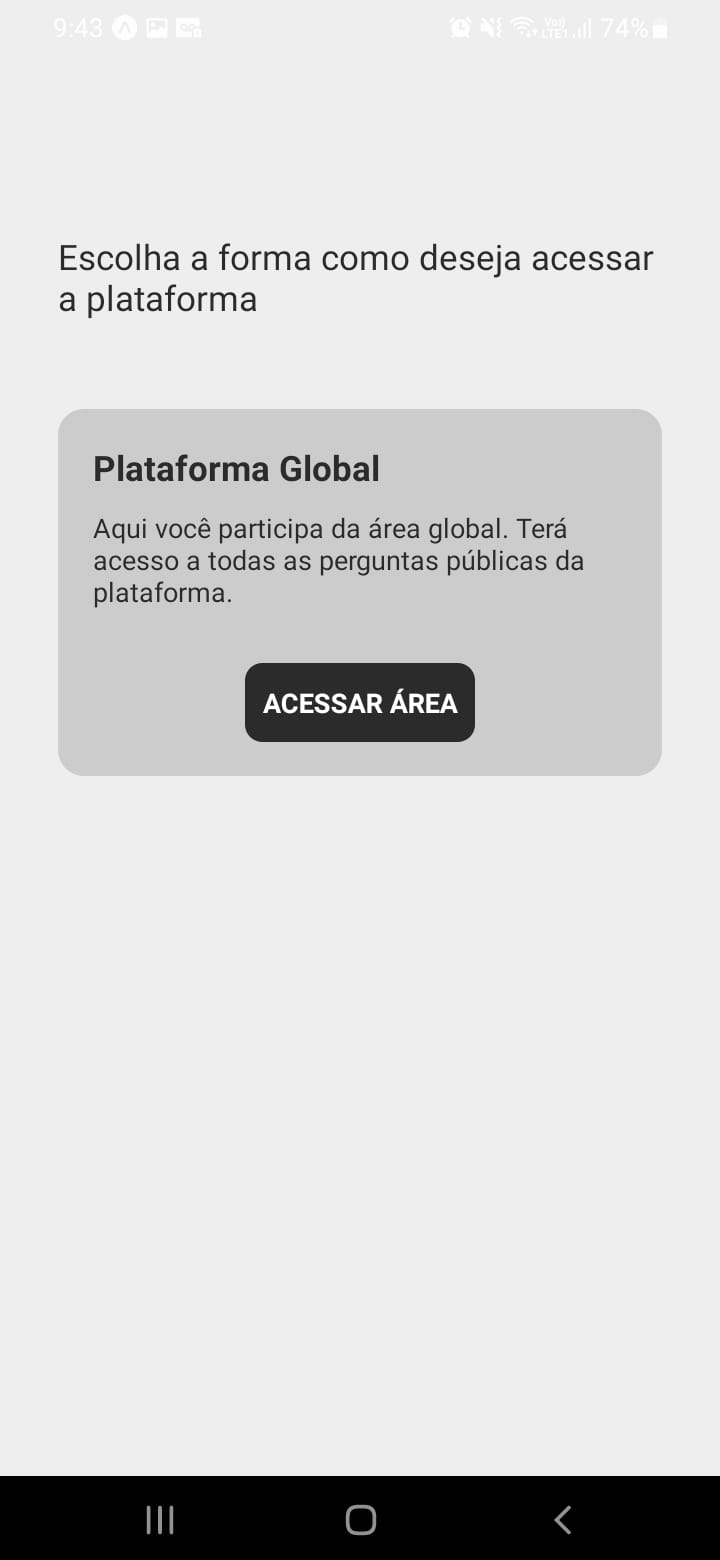 9:43
Vo)) 74%
LTE1
Escolha a forma como deseja acessar
a plataforma
Plataforma Global
Aqui você participa da área global. Terá
acesso a todas as perguntas públicas da
plataforma.
ACESSAR ÁREA